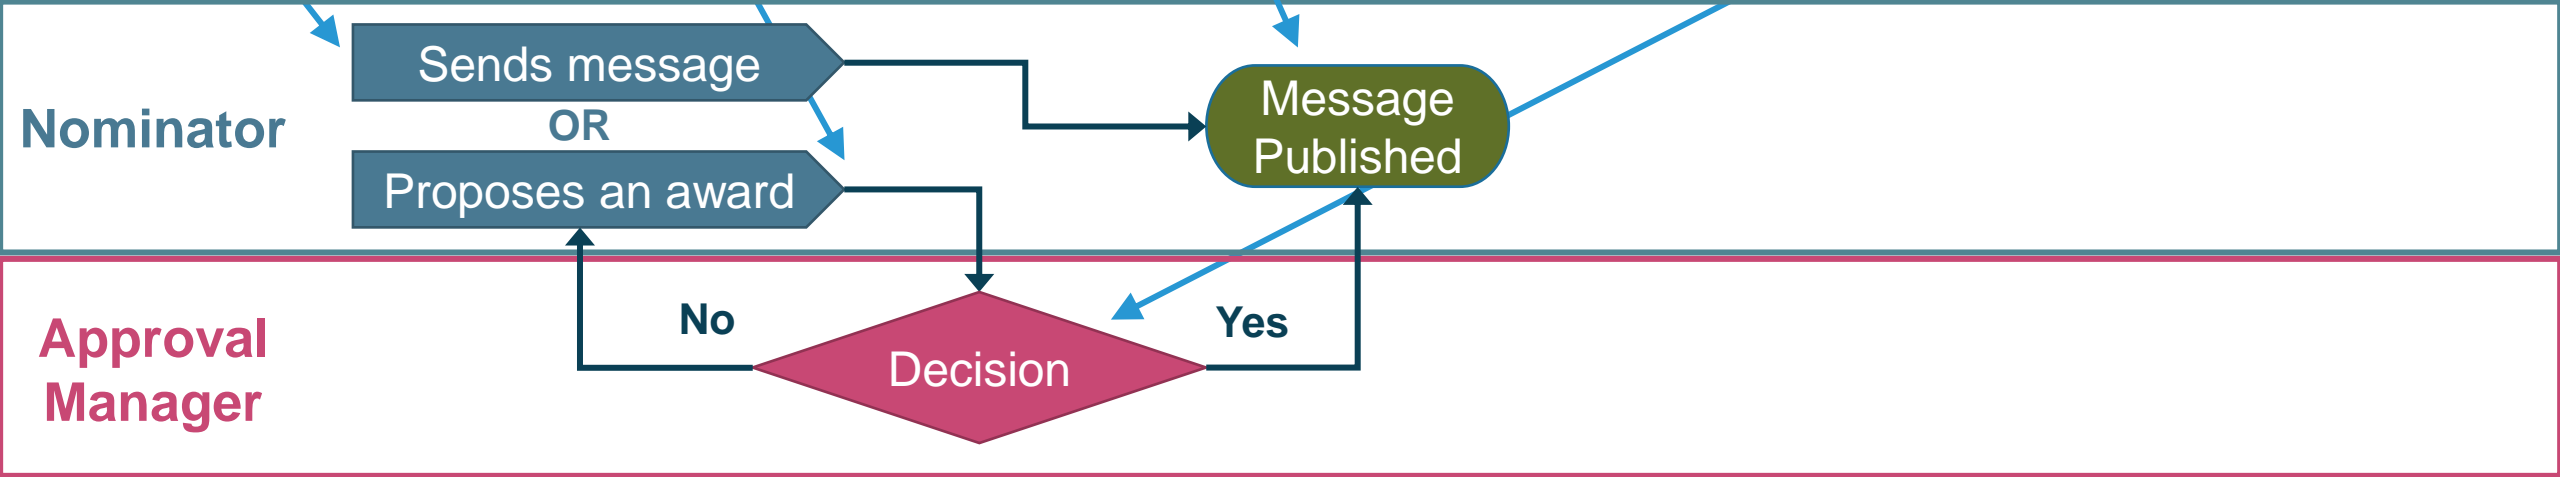 Nominator
Sends message
OR
Proposes an award
Message
Published
Approval
Manager
No
Decision
Yes